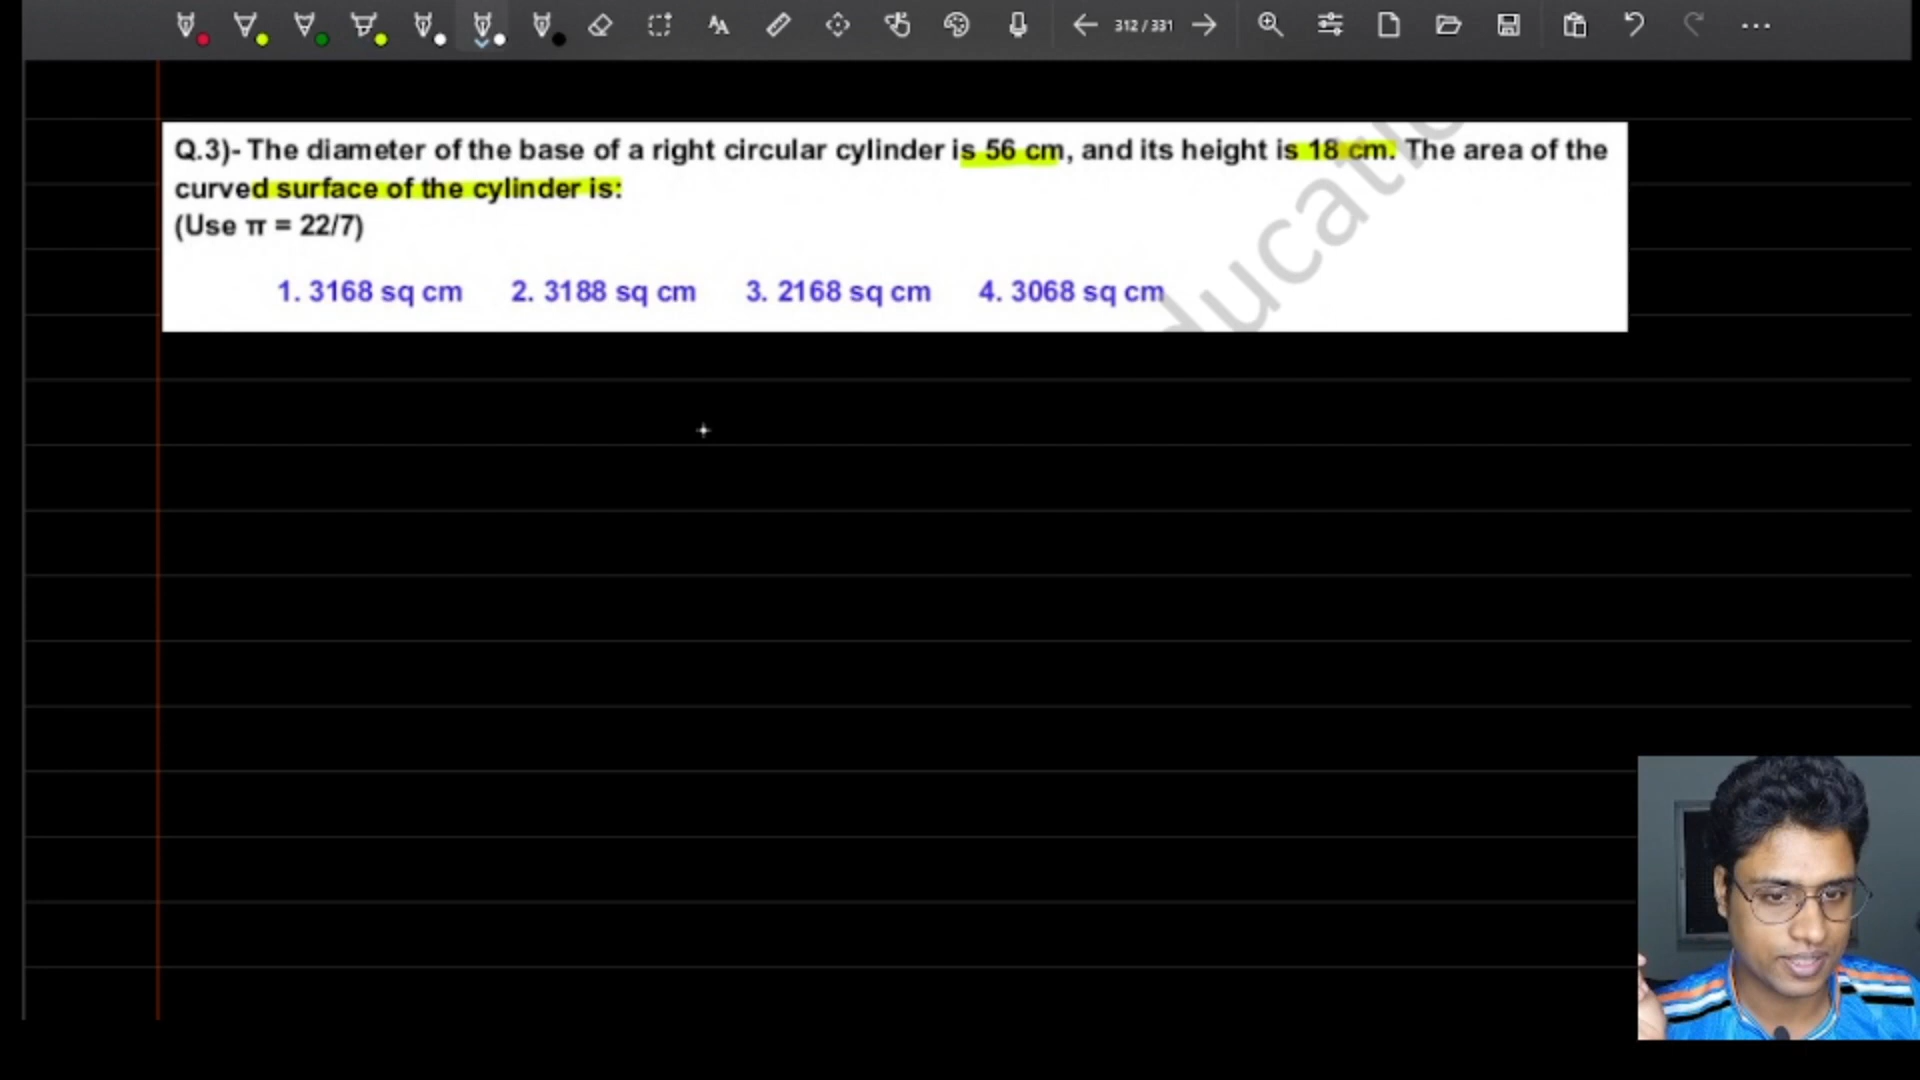 312 / 331
Q.3)- The diameter of the base of a right circular cylinder is 56 cm, and its height is 18 cm. The area of the
curved surface of the cylinder is:
(Use π = 22/7)
1. 3168 sq cm 2. 3188 sq cm 3. 2168 sq cm 4. 3068 sq cm